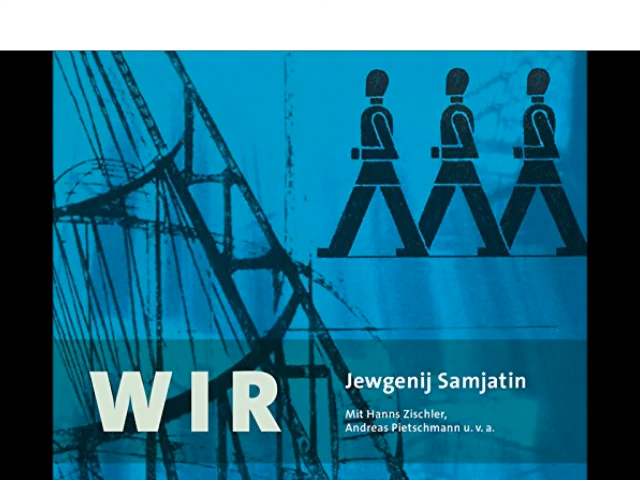 WIR
Jewgenij Samjatin
Mit Hanns Zischler,
Andreas Pietschmann u. v. a.